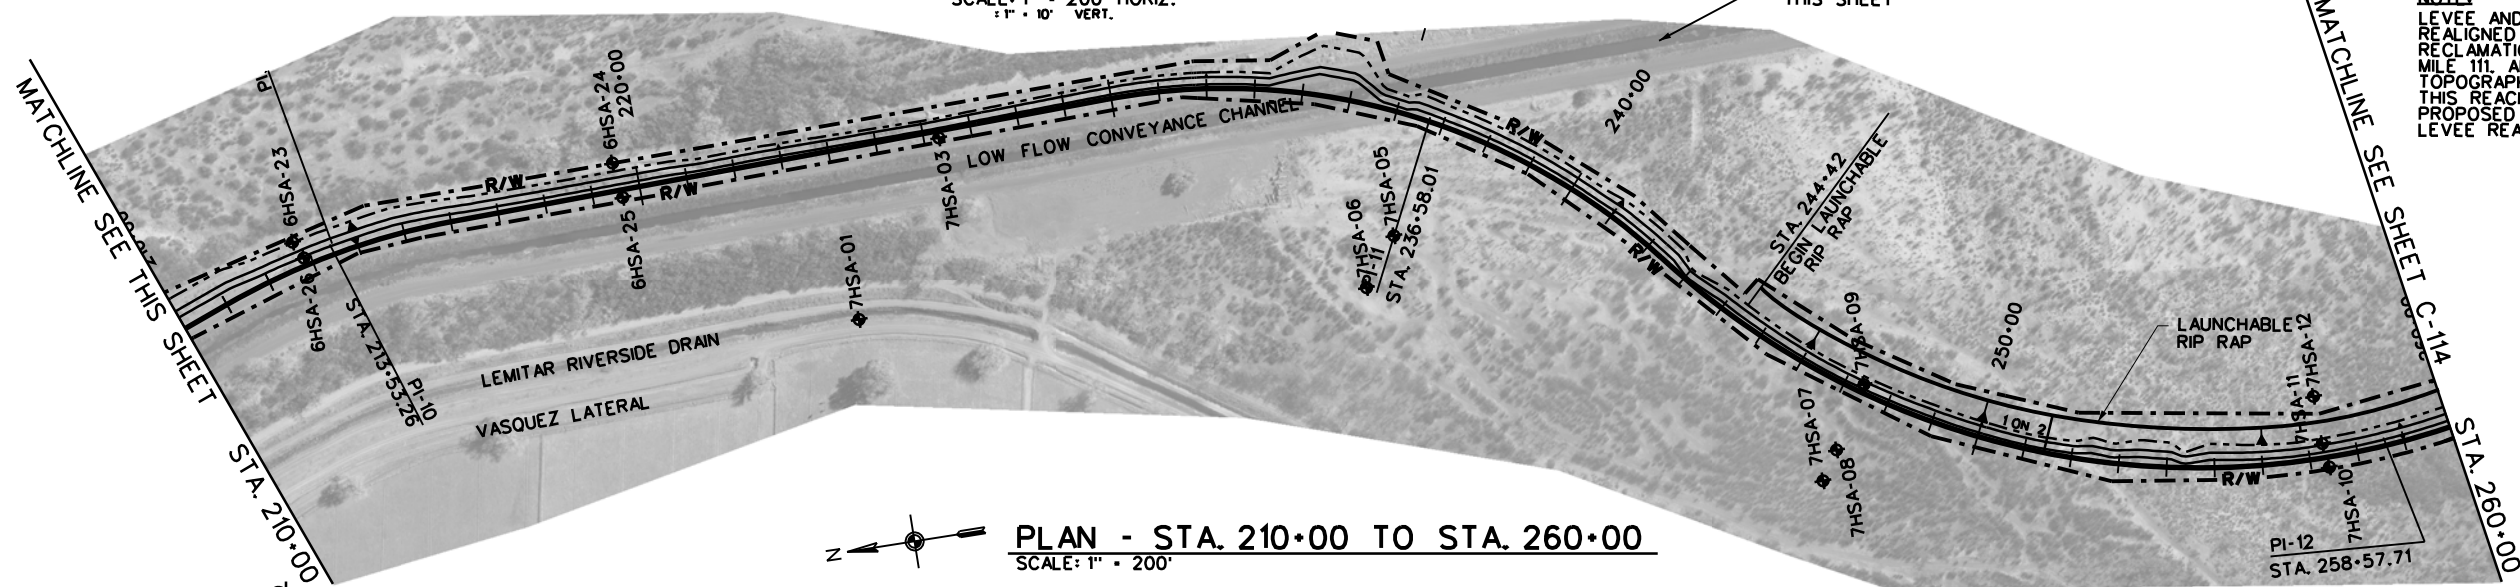 SCALE: 1" = 200' HORIZ.
: 1" = 10' VERT.
THIS SHEET
NOTE:
LEVEE AND
REALIGNED
RECLAMATI
MILE 111. A
TOPOGRAPH
THIS REACH
PROPOSED
LEVEE REA
MATCHLINE SEE THIS SHEET
STA. 210+00
PI
6HSA-23
6HSA-26
STA. 213+53.26
PI-10
6HSA-24
220+00
R/W
6HSA-25
R/W
7HSA-03
LOW FLOW CONVEYANCE CHANNEL
7HSA-01
LEMITAR RIVERSIDE DRAIN
VASQUEZ LATERAL
7HSA-06
PI-11
7HSA-05
STA. 236+58.01
R/W
240+00
R/W
STA. 244+42
BEGIN LAUNCHABLE
RIP RAP
7HSA-09
7HSA-07
7HSA-08
250+00
1 ON 2
LAUNCHABLE
RIP RAP
7HSA-11
7HSA-12
R/W
7HSA-10
PI-12
STA. 258+57.71
MATCHLINE SEE SHEET C-114
STA. 260+00
N
PLAN - STA. 210+00 TO STA. 260+00
SCALE: 1" = 200'